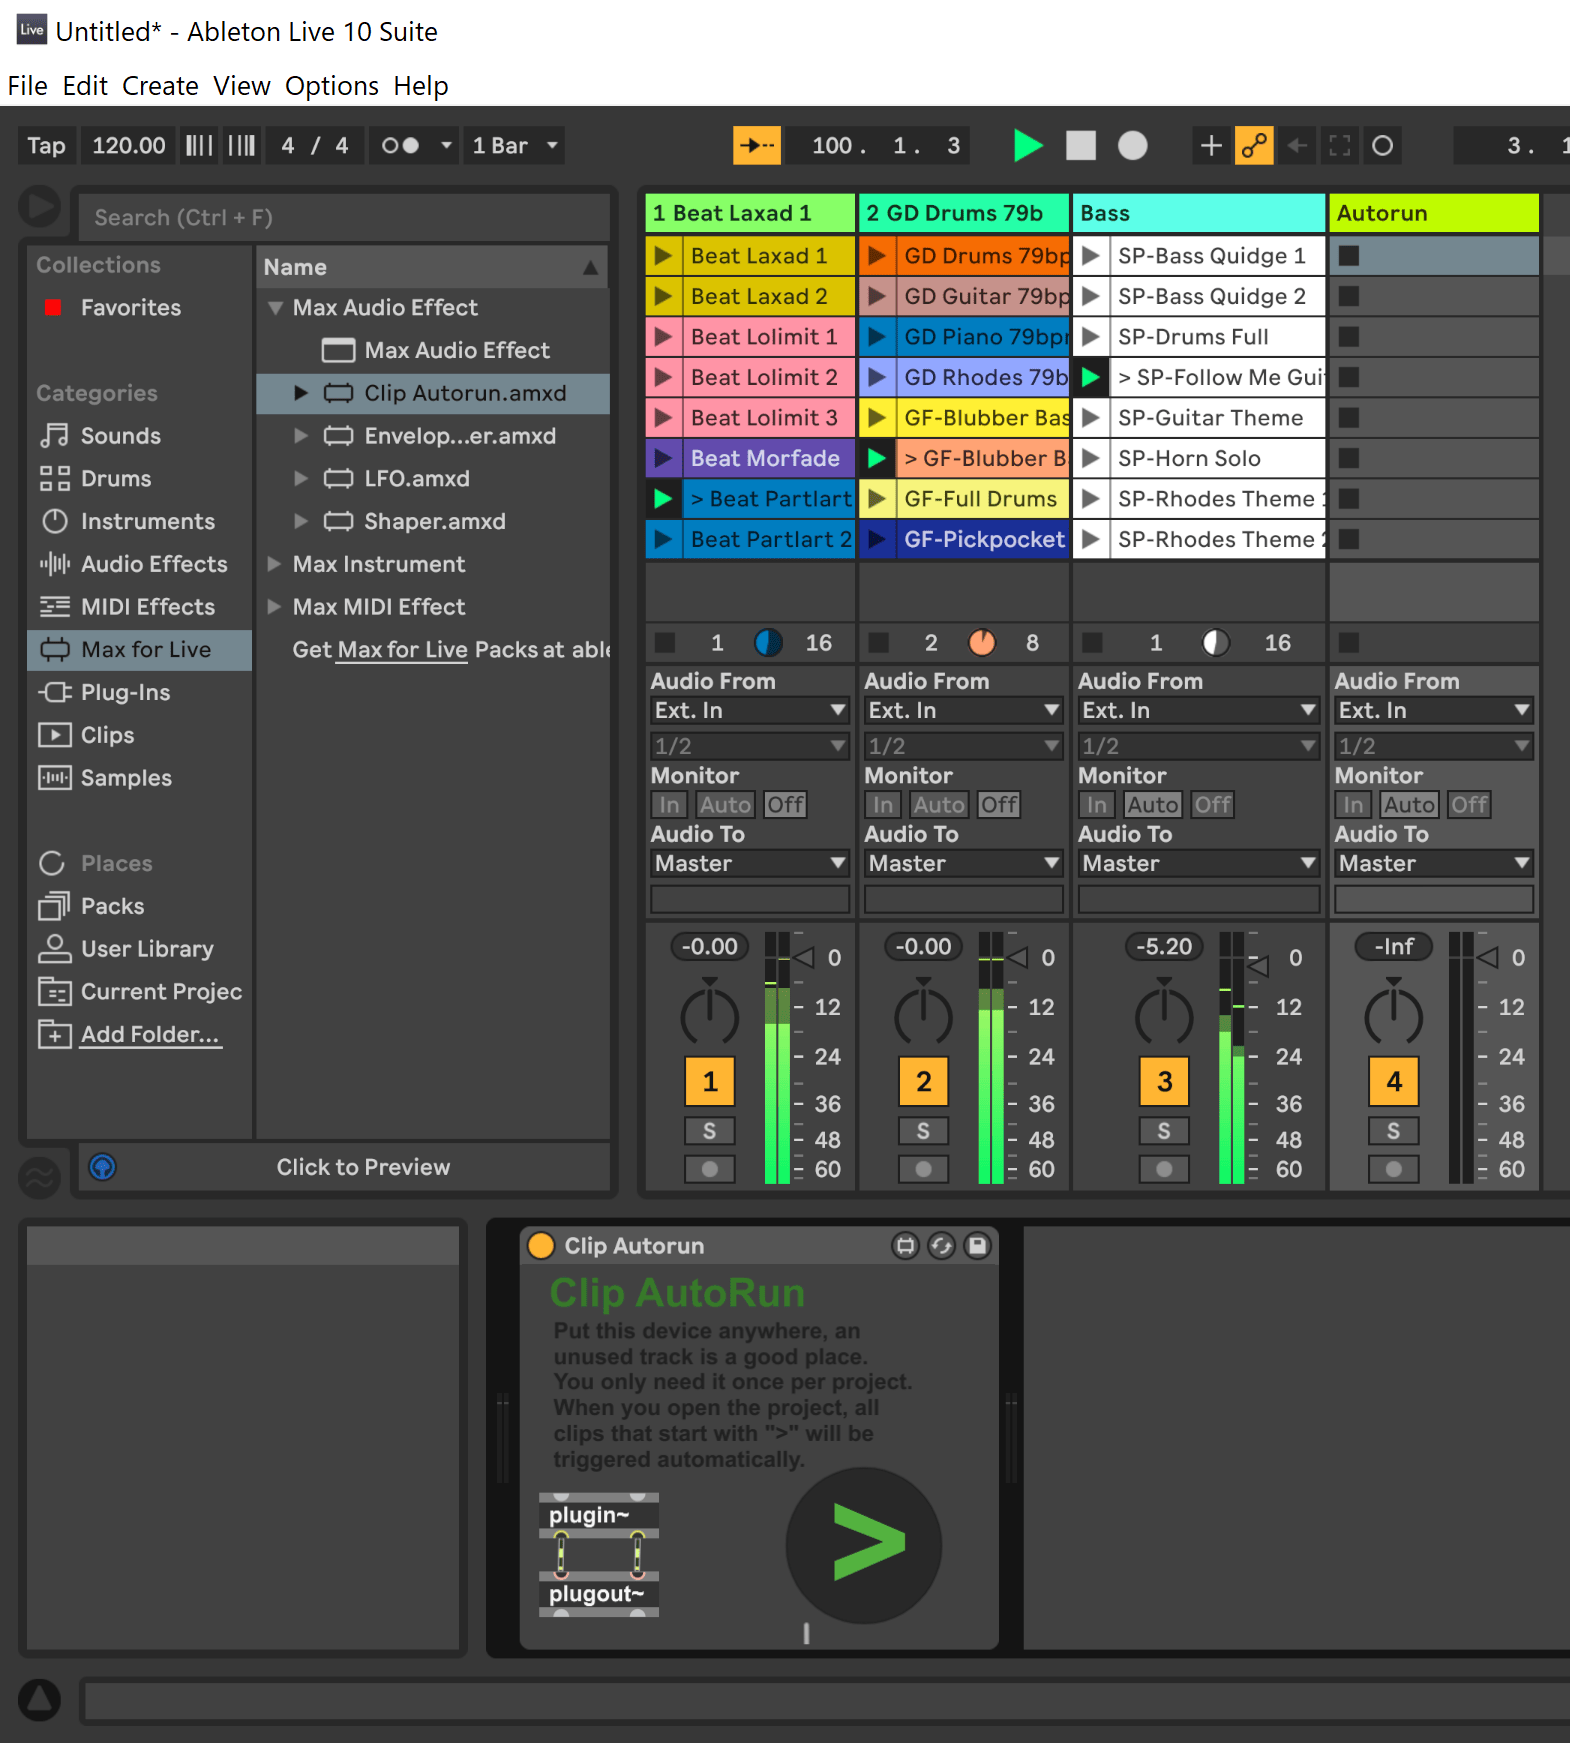 Live Untitled* - Ableton Live 10 Suite
File Edit Create View Options Help
Tap 120.00 4 / 4 1 Bar 100. 1. 3 3.
Search (Ctrl + F)
Collections
Favorites
Categories
Sounds
Drums
Instruments
Audio Effects
MIDI Effects
Max for Live
Plug-Ins
Clips
Samples
Places
Packs
User Library
Current Projec
Add Folder...
Name
Max Audio Effect
Max Audio Effect
Clip Autorun.amxd
Envelop...er.amxd
LFO.amxd
Shaper.amxd
Max Instrument
Max MIDI Effect
Get Max for Live Packs at able
Click to Preview
1 Beat Laxad 1
Beat Laxad 1
Beat Laxad 2
Beat Lolimit 1
Beat Lolimit 2
Beat Lolimit 3
Beat Morfade
> Beat Partlart
Beat Partlart 2
1 16
Audio From
Ext. In
1/2
Monitor
In Auto Off
Audio To
Master
-0.00
0
12
24
36
48
60
1
S
2 GD Drums 79b
GD Drums 79bp
GD Guitar 79bp
GD Piano 79bpr
GD Rhodes 79b
GF-Blubber Bas
> GF-Blubber B
GF-Full Drums
GF-Pickpocket
2 8
Audio From
Ext. In
1/2
Monitor
In Auto Off
Audio To
Master
-0.00
0
12
24
36
48
60
2
S
Bass
SP-Bass Quidge 1
SP-Bass Quidge 2
SP-Drums Full
> SP-Follow Me Gui
SP-Guitar Theme
SP-Horn Solo
SP-Rhodes Theme 1
SP-Rhodes Theme 2
1 16
Audio From
Ext. In
1/2
Monitor
In Auto Off
Audio To
Master
-5.20
0
12
24
36
48
60
3
S
Autorun
Audio From
Ext. In
1/2
Monitor
In Auto Off
Audio To
Master
-Inf
0
12
24
36
48
60
4
S
Clip Autorun
Clip AutoRun
Put this device anywhere, an
unused track is a good place.
You only need it once per project.
When you open the project, all
clips that start with ">" will be
triggered automatically.
plugin~
plugout~
>